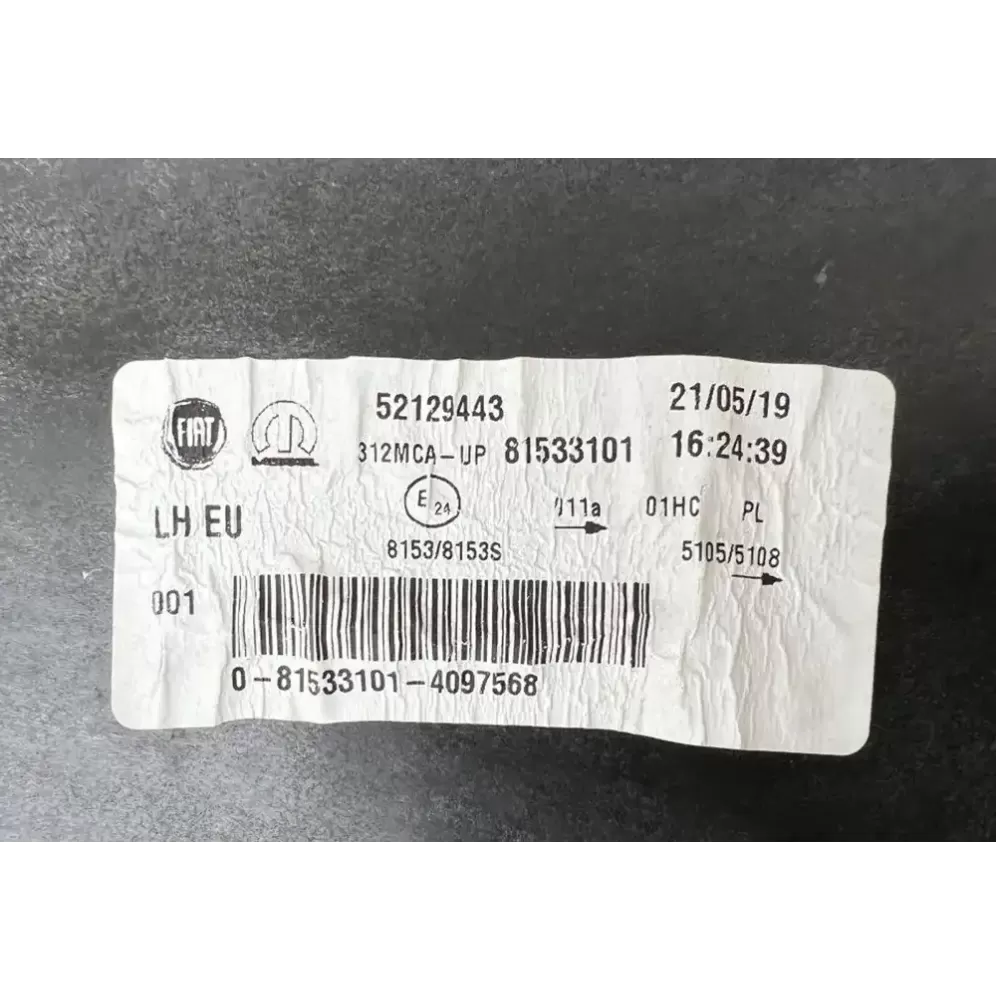 FIAT
52129443
21/05/19
312MCA-UP 81533101
16:24:39
LH EU
E 24
01HC
PL
8153/8153S
5105/5108
001
0-81533101-4097568